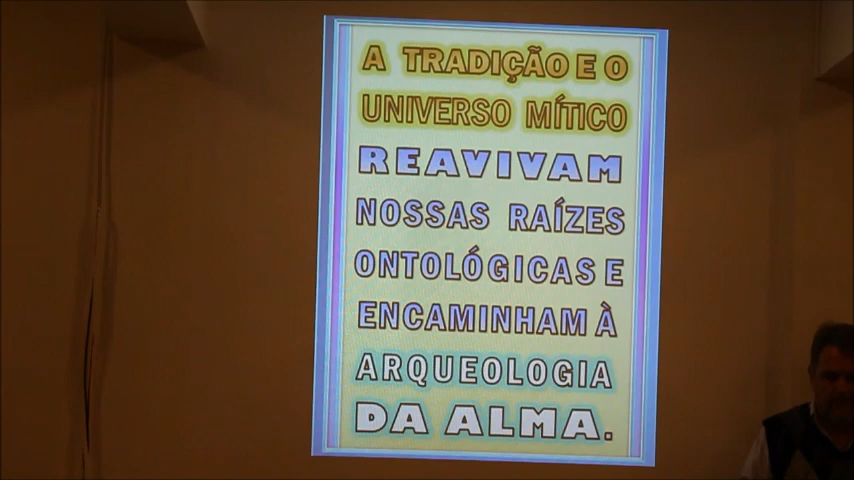 A TRADIÇÃO E O
UNIVERSO MÍTICO
REAVIVAM
NOSSAS RAÍZES
ONTOLÓGICAS E
ENCAMINHAM À
ARQUEOLOGIA
DA ALMA.